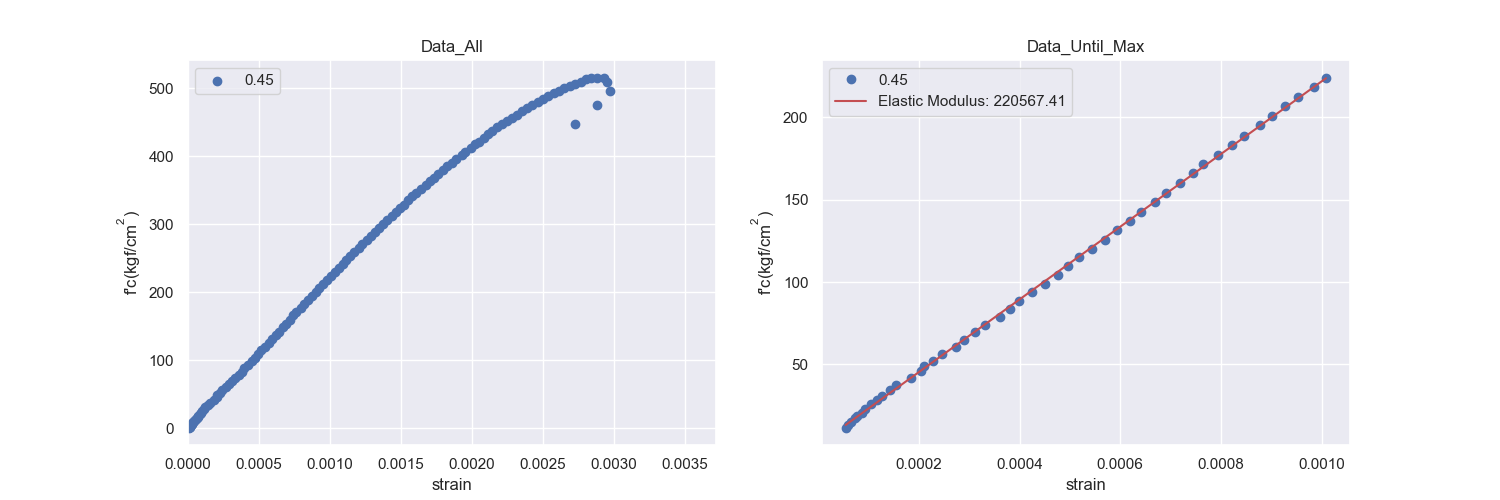 Data_All
0.45
500
400
300
200
100
0
f'c(kgf/cm²)
0.0000 0.0005 0.0010 0.0015 0.0020 0.0025 0.0030 0.0035
strain
Data_Until_Max
0.45
Elastic Modulus: 220567.41
200
150
100
50
f'c(kgf/cm²)
0.0002 0.0004 0.0006 0.0008 0.0010
strain